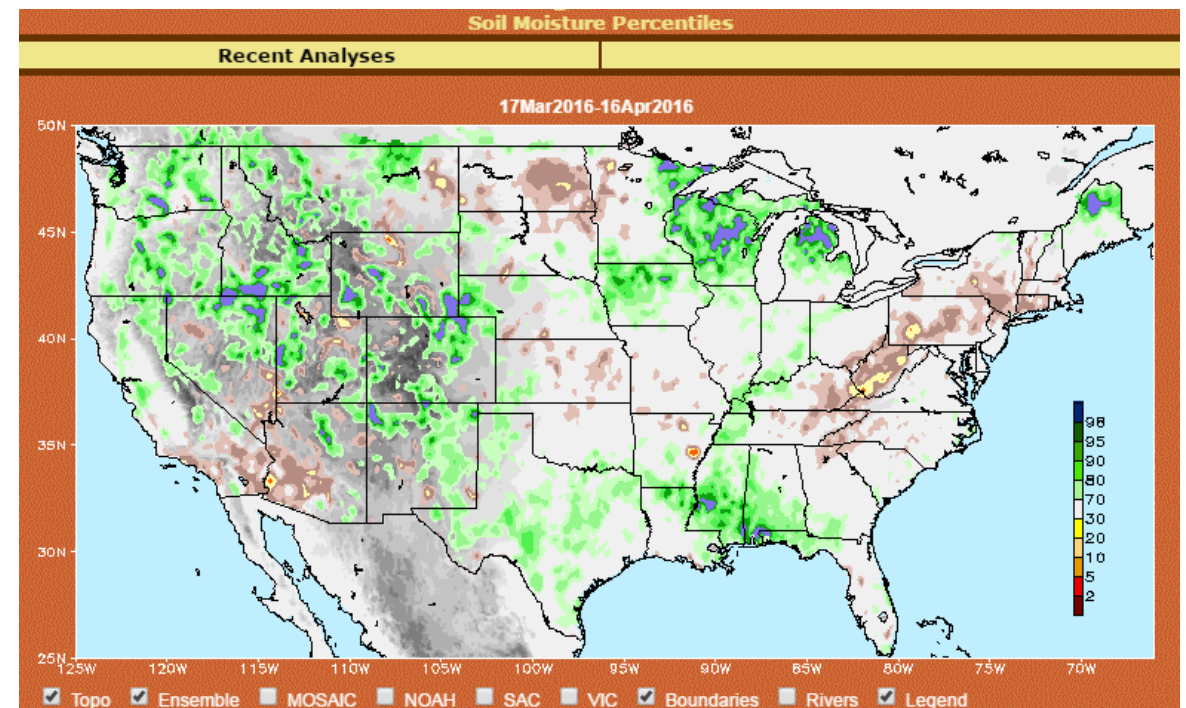 Soil Moisture Percentiles
Recent Analyses
17Mar2016-16Apr2016
50N
45N
40N
35N
30N
25N
125W 120W 115W 110W 105W 100W 95W 90W 85W 80W 75W 70W
98
95
90
80
70
30
20
10
5
2
Topo Ensemble MOSAIC NOAH SAC VIC Boundaries Rivers Legend